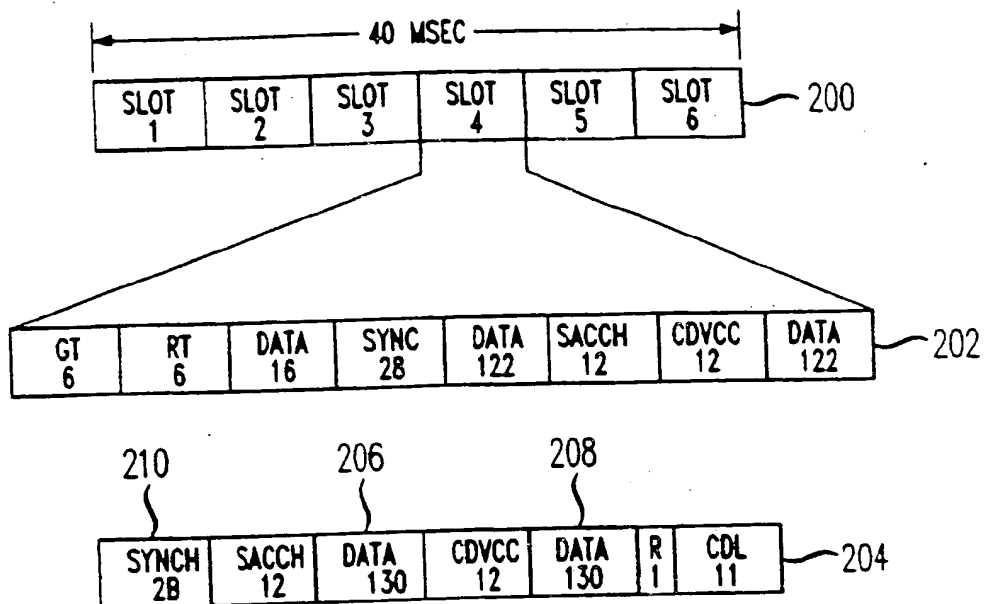 40 MSEC
SLOT 1 SLOT 2 SLOT 3 SLOT 4 SLOT 5 SLOT 6 200
GT 6 RT 6 DATA 16 SYNC 28 DATA 122 SACCH 12 CDVCC 12 DATA 122 202
210 206 208
SYNCH 2B SACCH 12 DATA 130 CDVCC 12 DATA 130 R 1 CDL 11 204